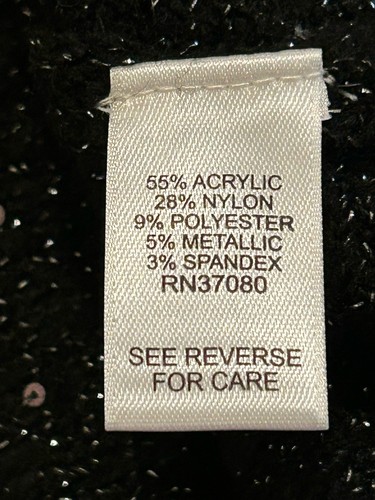 55% ACRYLIC
28% NYLON
9% POLYESTER
5% METALLIC
3% SPANDEX
RN37080
SEE REVERSE
FOR CARE